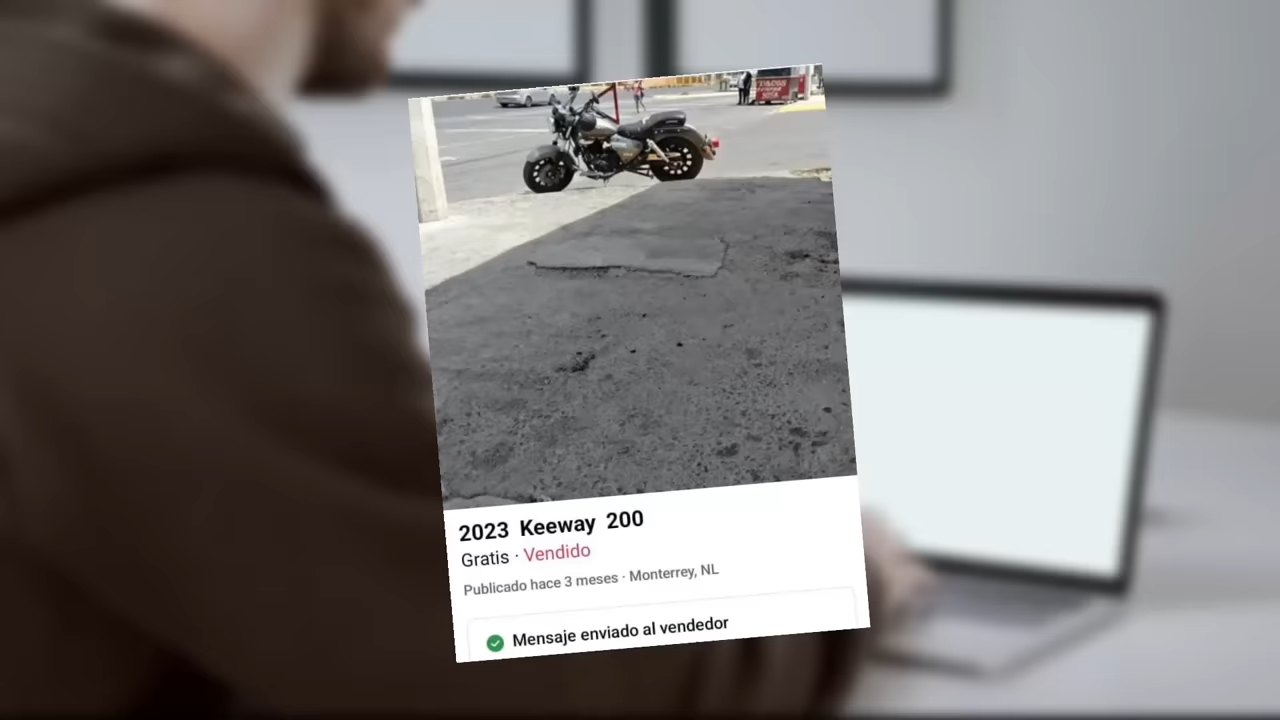 2023 Keeway 200
Gratis · Vendido
Publicado hace 3 meses · Monterrey, NL
Mensaje enviado al vendedor